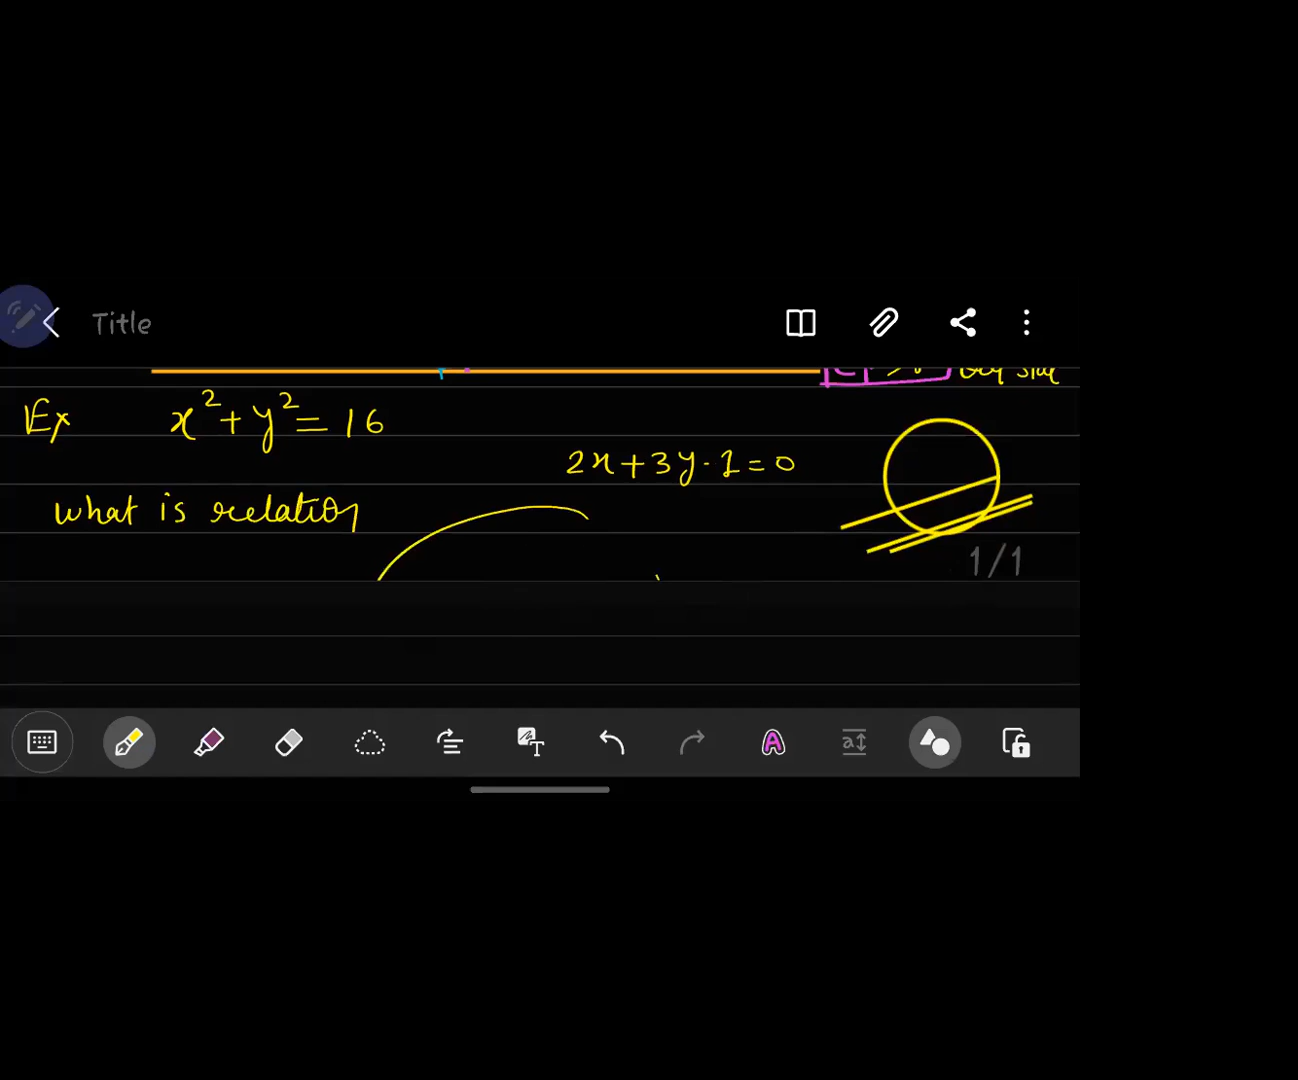 Title
Ex x² + y² = 16
2x + 3y - 1 = 0
what is relation
1/1